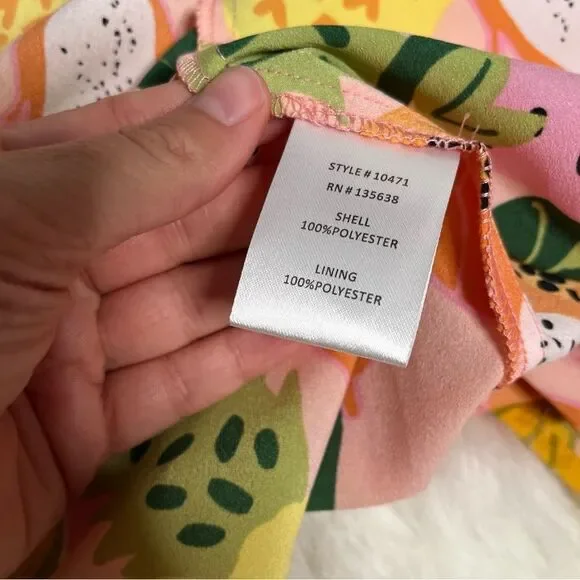 STYLE # 10471
RN # 135638
SHELL
100%POLYESTER
LINING
100%POLYESTER